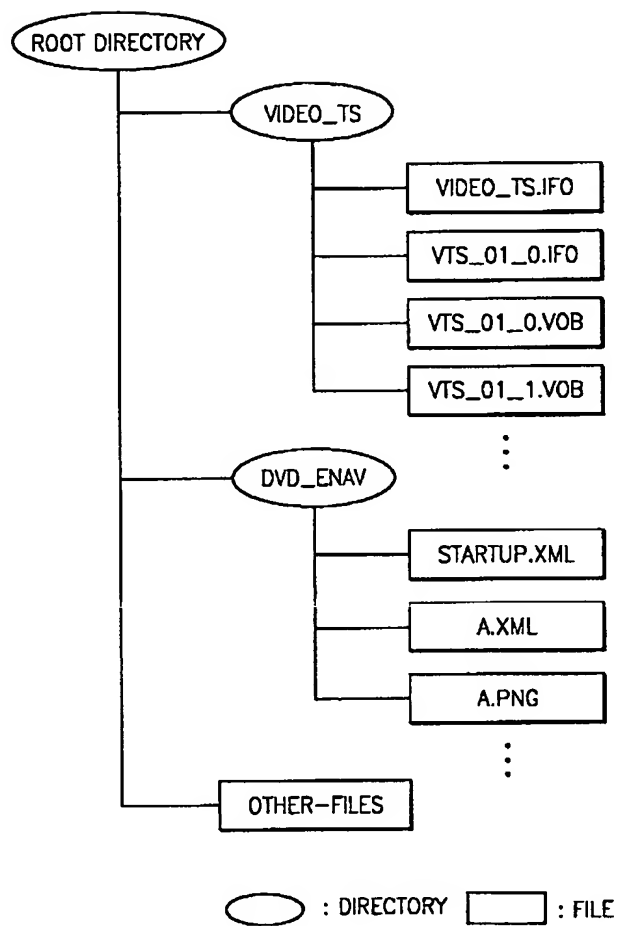 ROOT DIRECTORY
VIDEO_TS
VIDEO_TS.IFO
VTS_01_0.IFO
VTS_01_0.VOB
VTS_01_1.VOB
DVD_ENAV
STARTUP.XML
A.XML
A.PNG
OTHER-FILES
: DIRECTORY
: FILE